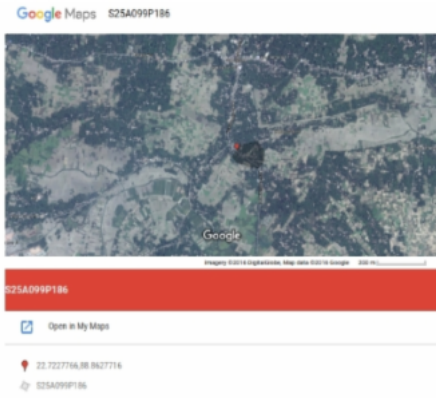 Google Maps S25A099P186
Google
Imagery ©2016 DigitalGlobe, Map data ©2016 Google 200 m
S25A099P186
Open in My Maps
22.7227766,88.8627716
S25A099P186